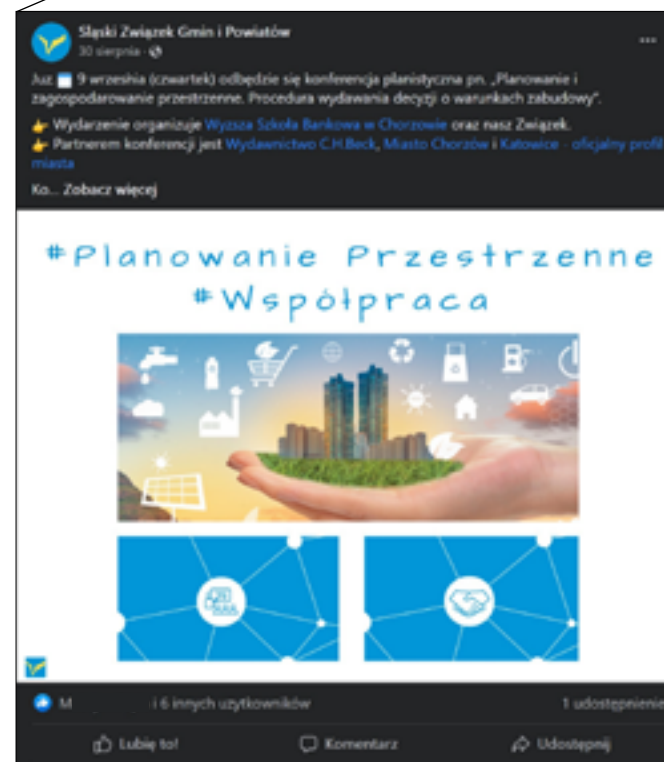 Śląski Związek Gmin i Powiatów
30 sierpnia
Już 9 września (czwartek) odbędzie się konferencja planistyczna pn. „Planowanie i
zagospodarowanie przestrzenne. Procedura wydawania decyzji o warunkach zabudowy”.
Wydarzenie organizuje Wyższa Szkoła Bankowa w Chorzowie oraz nasz Związek.
Partnerem konferencji jest Wydawnictwo C.H.Beck, Miasto Chorzów i Katowice - oficjalny profil
miasta
Ko... Zobacz więcej
#Planowanie Przestrzenne
#Współpraca
M i 6 innych użytkowników
1 udostępnienie
Lubię to!
Komentarz
Udostępnij